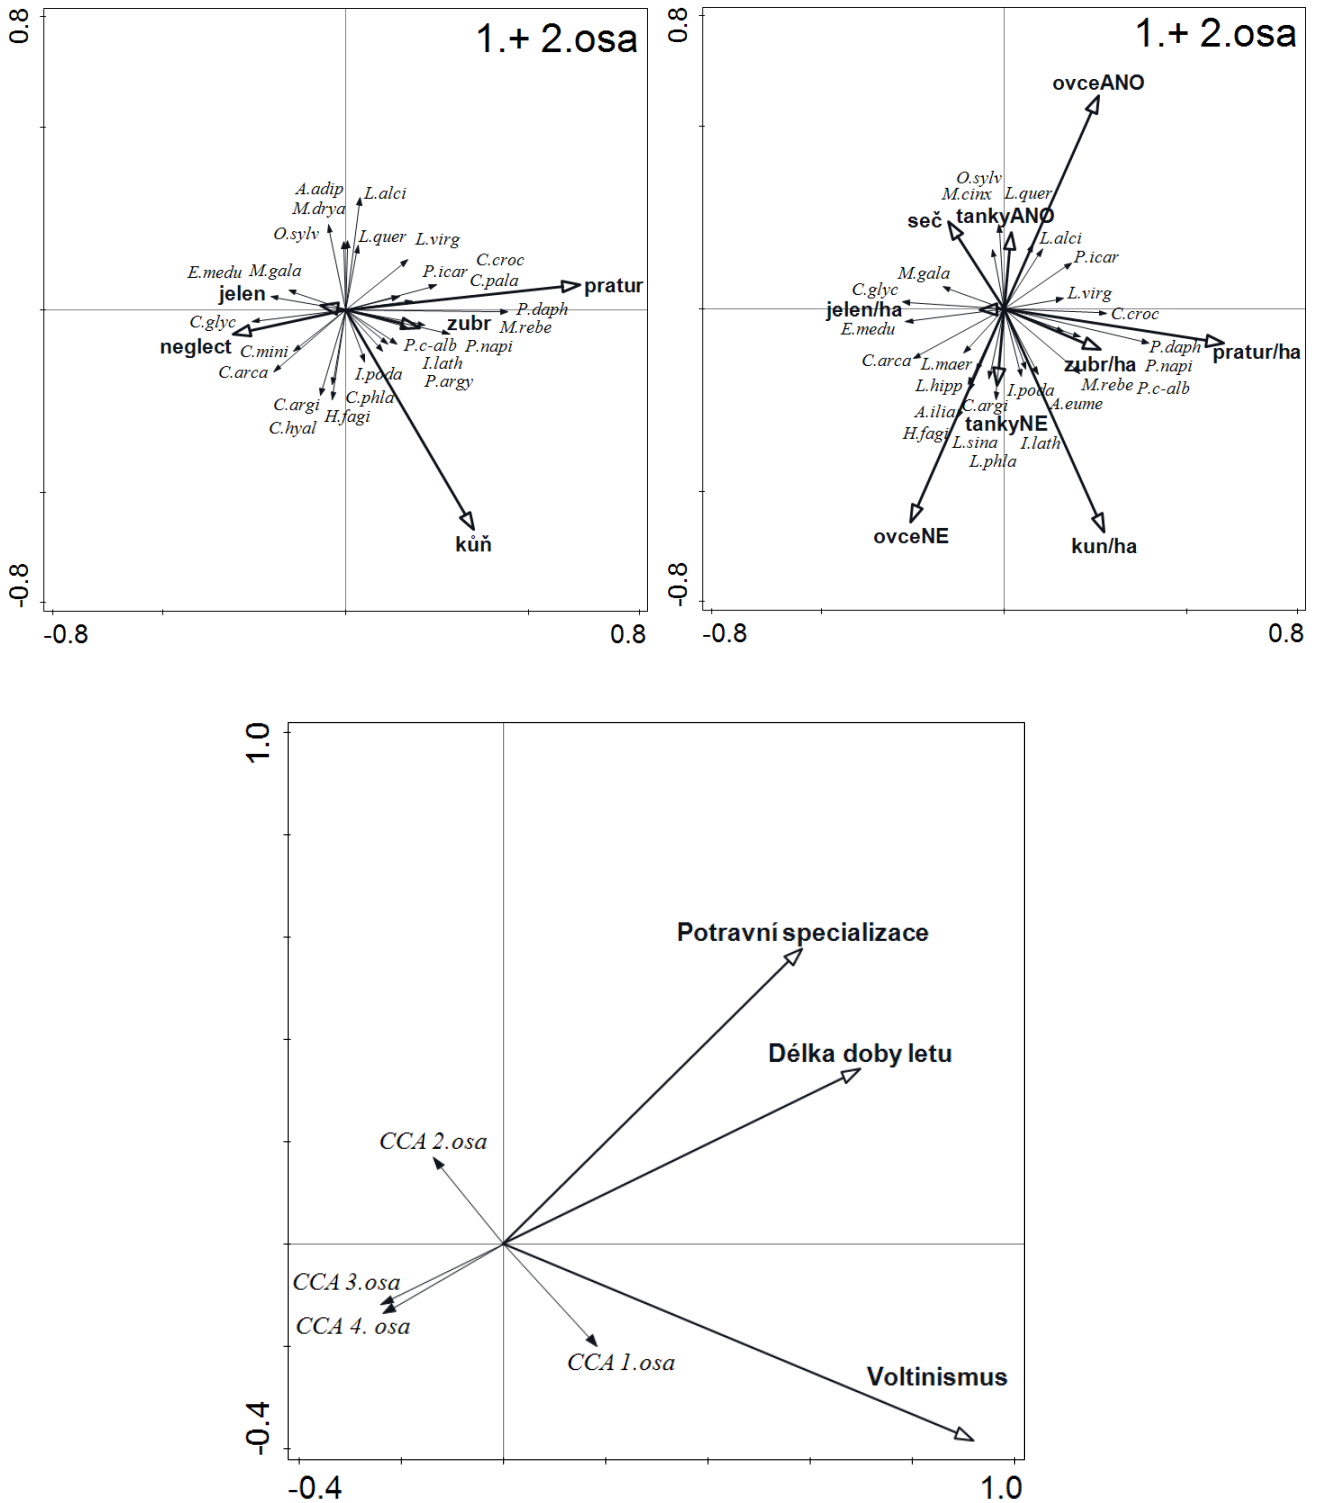 0.8
1.+ 2.osa
A.adip
L.alci
M.drya
O.sylv
L.quer
L.virg
C.croc
E.medu
M.gala
P.icar
C.pala
jelen
pratur
C.glyc
zubr
P.daph
M.rebe
neglect
C.mini
P.c-alb
P.napi
C.arca
I.poda
I.lath
P.argy
C.argi
C.phla
H.fagi
C.hyal
kůň
-0.8
-0.8
0.8
0.8
1.+ 2.osa
ovceANO
O.sylv
M.cinx
L.quer
seč
tankyANO
L.alci
P.icar
M.gala
C.glyc
L.virg
jelen/ha
C.croc
E.medu
P.daph
pratur/ha
C.arca
L.maer
zubr/ha
P.napi
L.hipp
I.poda
M.rebe
P.c-alb
A.ilia
C.argi
A.eume
tankyNE
H.fagi
L.sina
I.lath
L.phla
ovceNE
kun/ha
-0.8
-0.8
0.8
1.0
Potravní specializace
Délka doby letu
CCA 2.osa
CCA 3.osa
CCA 4. osa
CCA 1.osa
Voltinismus
-0.4
-0.4
1.0